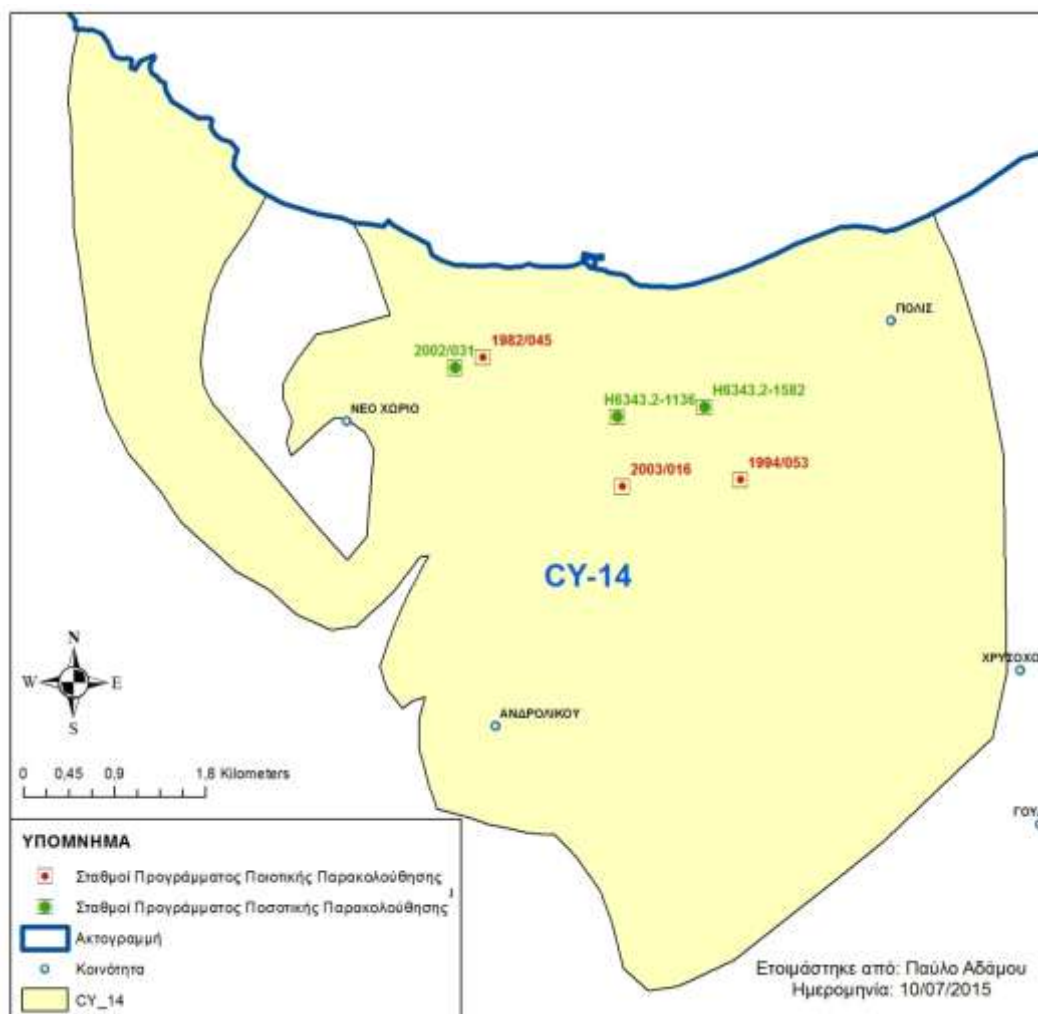 ΠΟΛΙΣ
1982/045
2002/031
H6343.2-1582
H6343.2-1136
ΝΕΟ ΧΩΡΙΟ
1994/053
2003/016
CY-14
N
W E
S
ΑΝΔΡΟΛΙΚΟΥ
0 0,45 0,9 1,8 Kilometers
ΥΠΟΜΝΗΜΑ
Σταθμοί Προγράμματος Ποιοτικής Παρακολούθησης
Σταθμοί Προγράμματος Ποσοτικής Παρακολούθησης
Ακτογραμμή
Κοινότητα
CY_14
Ετοιμάστηκε από: Παύλο Αδάμου
Ημερομηνία: 10/07/2015